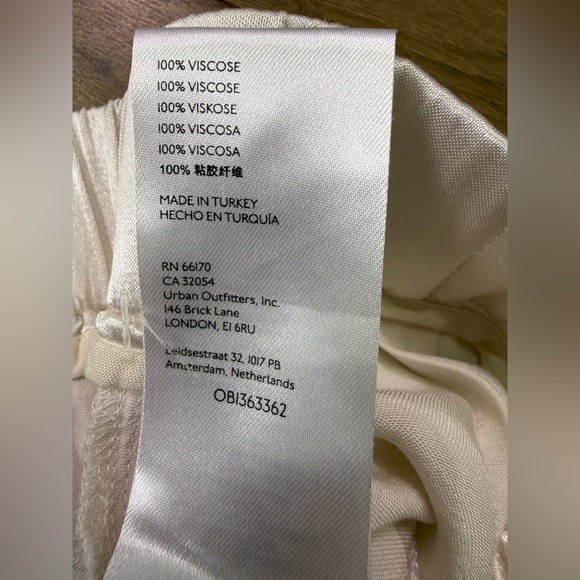 100% VISCOSE
100% VISCOSE
100% VISKOSE
100% VISCOSA
100% VISCOSA
100% 粘胶纤维
MADE IN TURKEY
HECHO EN TURQUÍA
RN 66170
CA 32054
Urban Outfitters, Inc.
146 Brick Lane
LONDON, E1 6RU
Leidsestraat 32, 1017 PB
Amsterdam, Netherlands
OB1363362